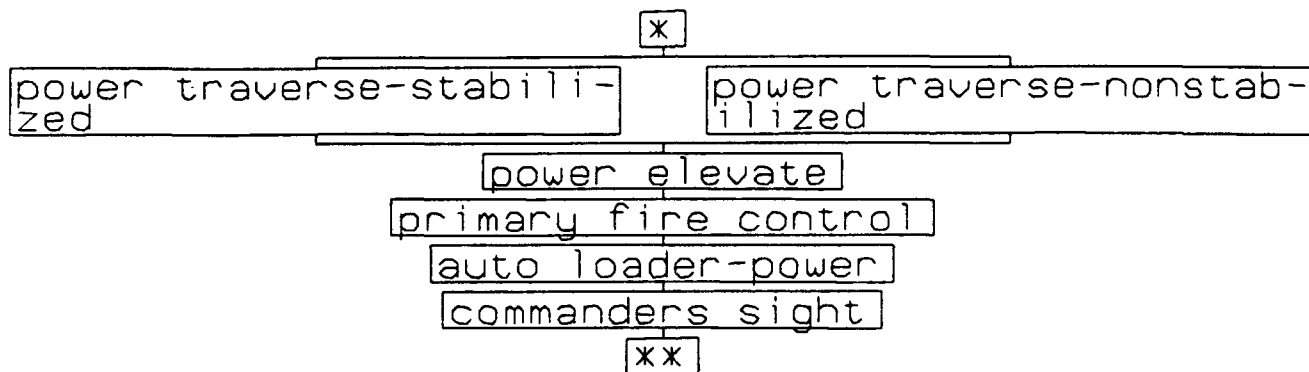 *
power traverse-stabili-
zed
power traverse-nonstab-
ilized
power elevate
primary fire control
auto loader-power
commanders sight
**